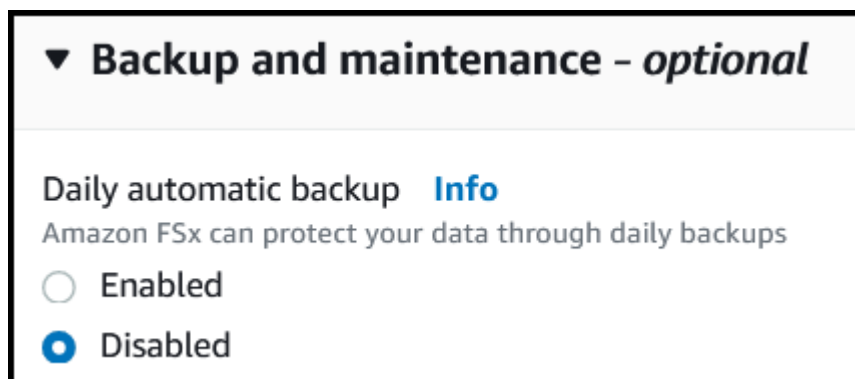 ▼ Backup and maintenance - optional
Daily automatic backup Info
Amazon FSx can protect your data through daily backups
Enabled
Disabled